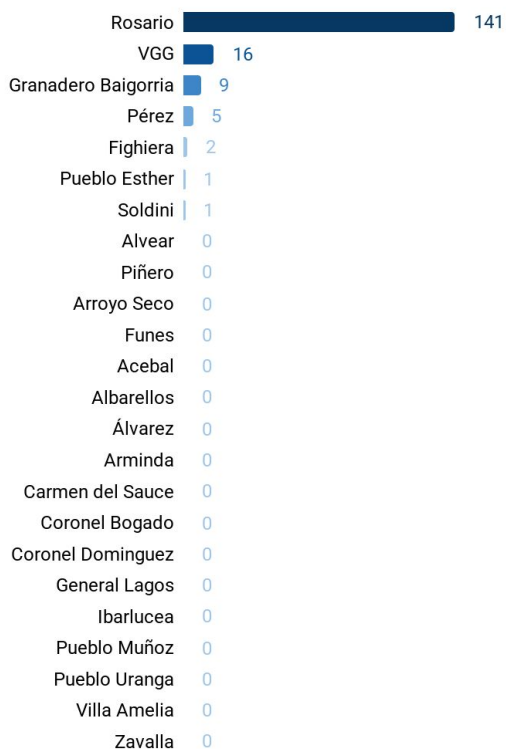 Rosario 141
VGG 16
Granadero Baigorria 9
Pérez 5
Fighiera 2
Pueblo Esther 1
Soldini 1
Alvear 0
Piñero 0
Arroyo Seco 0
Funes 0
Acebal 0
Albarellos 0
Álvarez 0
Arminda 0
Carmen del Sauce 0
Coronel Bogado 0
Coronel Dominguez 0
General Lagos 0
Ibarlucea 0
Pueblo Muñoz 0
Pueblo Uranga 0
Villa Amelia 0
Zavalla 0